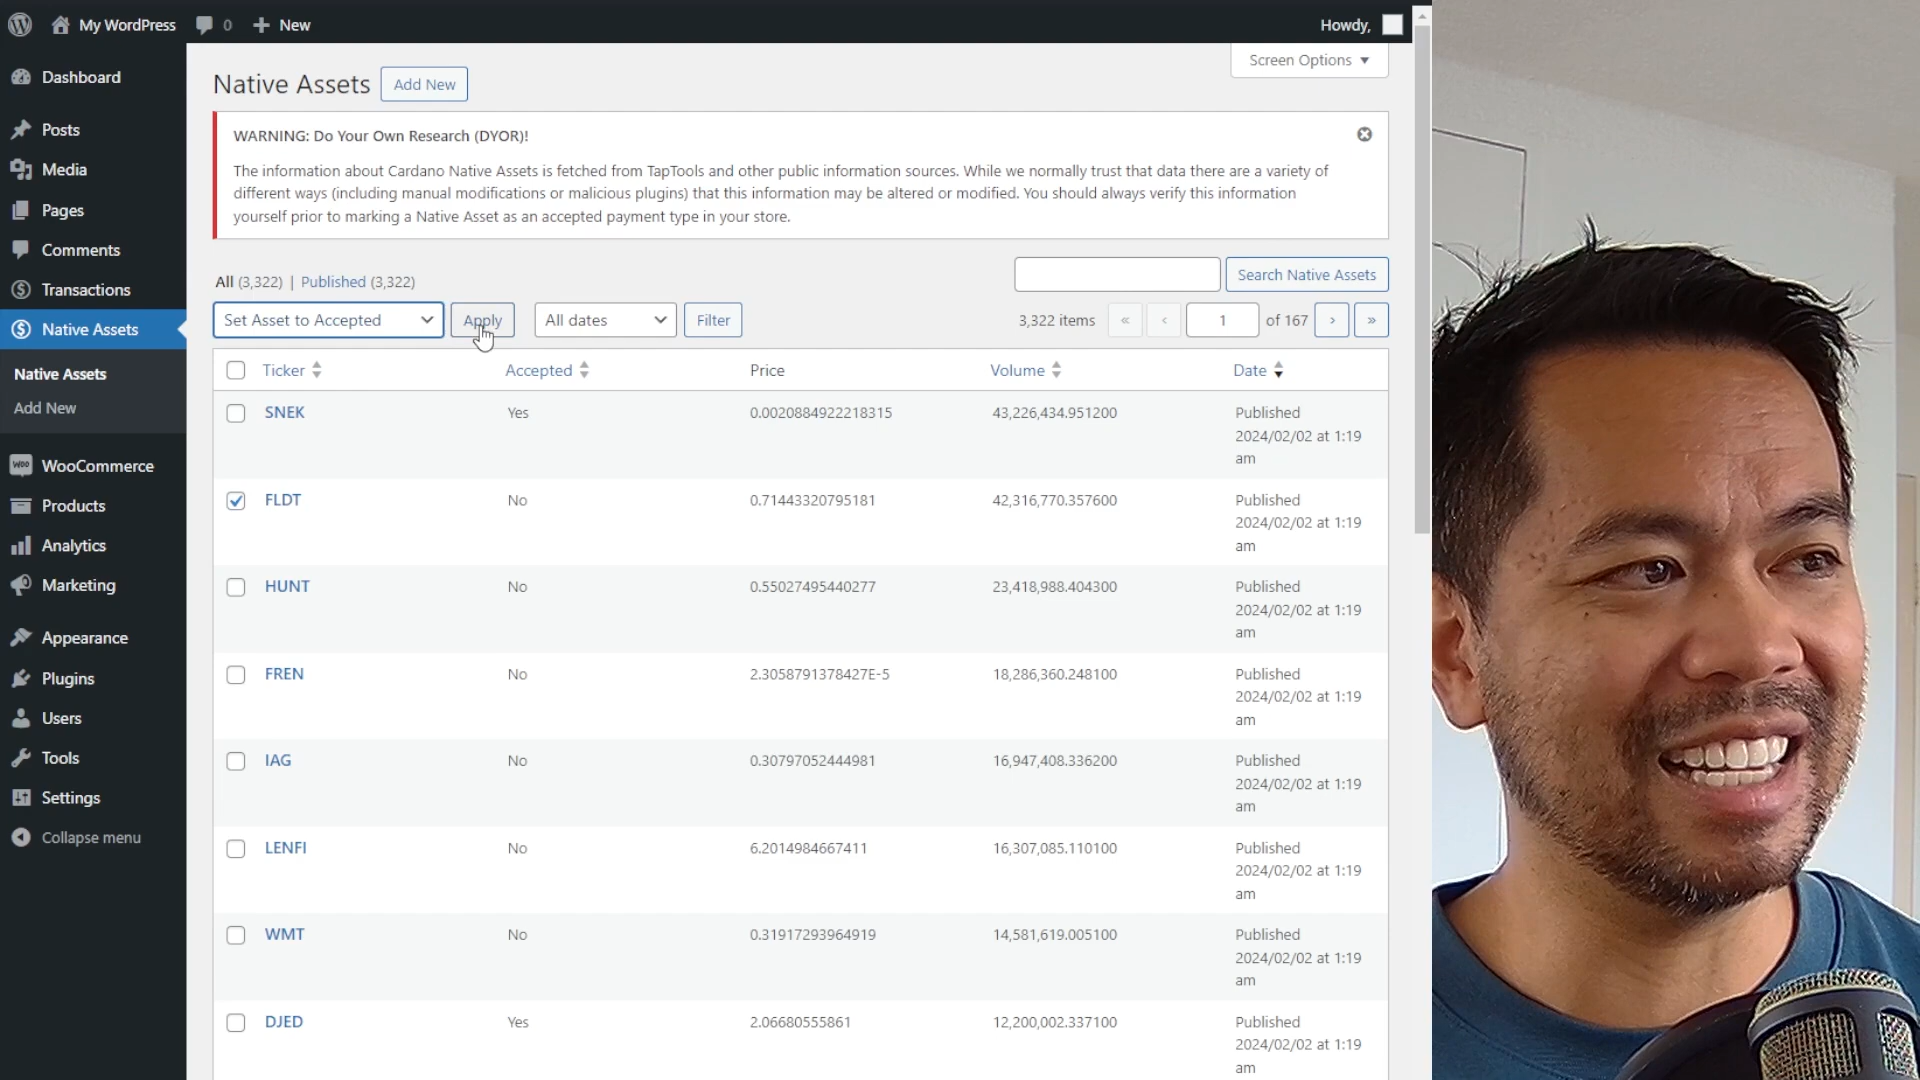 My WordPress 0 New Howdy,
Screen Options
Dashboard
Posts
Media
Pages
Comments
Transactions
Native Assets
Native Assets
Add New
WooCommerce
Products
Analytics
Marketing
Appearance
Plugins
Users
Tools
Settings
Collapse menu
Native Assets Add New
WARNING: Do Your Own Research (DYOR)!
The information about Cardano Native Assets is fetched from TapTools and other public information sources. While we normally trust that data there are a variety of
different ways (including manual modifications or malicious plugins) that this information may be altered or modified. You should always verify this information
yourself prior to marking a Native Asset as an accepted payment type in your store.
All (3,322) | Published (3,322)
Search Native Assets
Set Asset to Accepted Apply All dates Filter 3,322 items « ‹ 1 of 167 › »
Ticker Accepted Price Volume Date
SNEK Yes 0.0020884922218315 43,226,434.951200 Published
2024/02/02 at 1:19
am
FLDT No 0.71443320795181 42,316,770.357600 Published
2024/02/02 at 1:19
am
HUNT No 0.55027495440277 23,418,988.404300 Published
2024/02/02 at 1:19
am
FREN No 2.3058791378427E-5 18,286,360.248100 Published
2024/02/02 at 1:19
am
IAG No 0.30797052444981 16,947,408.336200 Published
2024/02/02 at 1:19
am
LENFI No 6.2014984667411 16,307,085.110100 Published
2024/02/02 at 1:19
am
WMT No 0.31917293964919 14,581,619.005100 Published
2024/02/02 at 1:19
am
DJED Yes 2.06680555861 12,200,002.337100 Published
2024/02/02 at 1:19
am